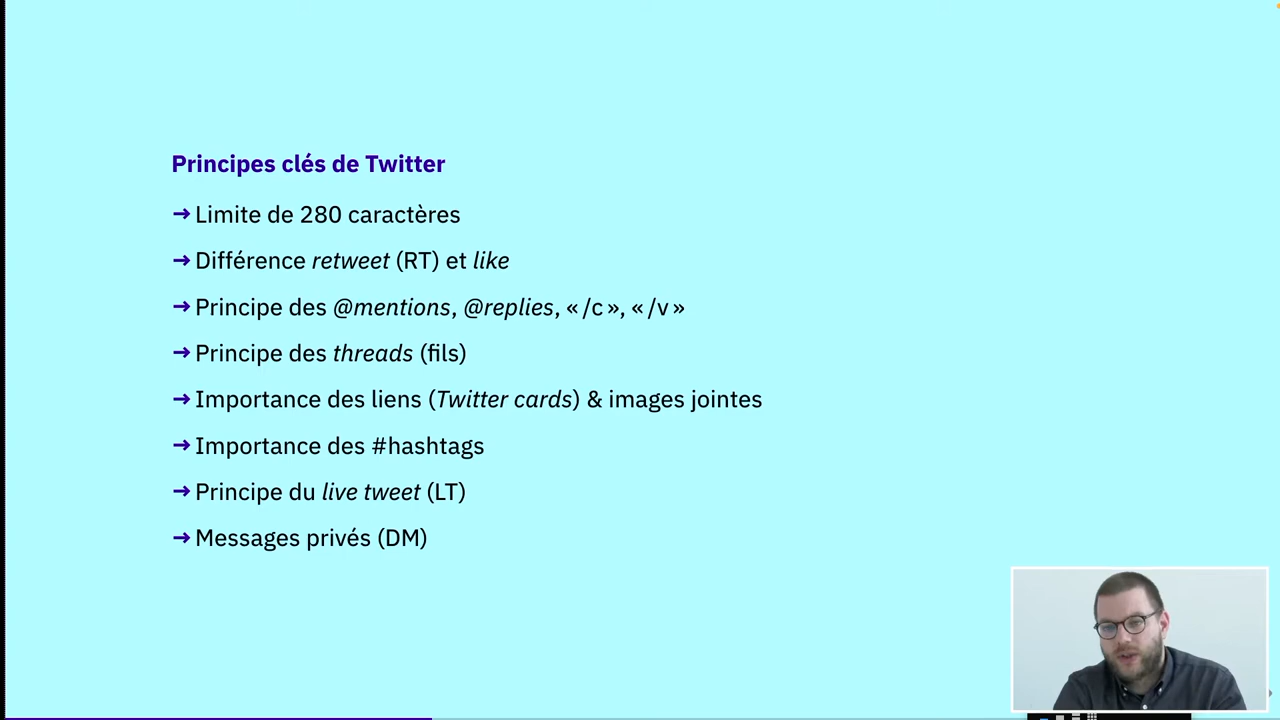 Principes clés de Twitter
→ Limite de 280 caractères
→ Différence retweet (RT) et like
→ Principe des @mentions, @replies, « /c », « /v »
→ Principe des threads (fils)
→ Importance des liens (Twitter cards) & images jointes
→ Importance des #hashtags
→ Principe du live tweet (LT)
→ Messages privés (DM)